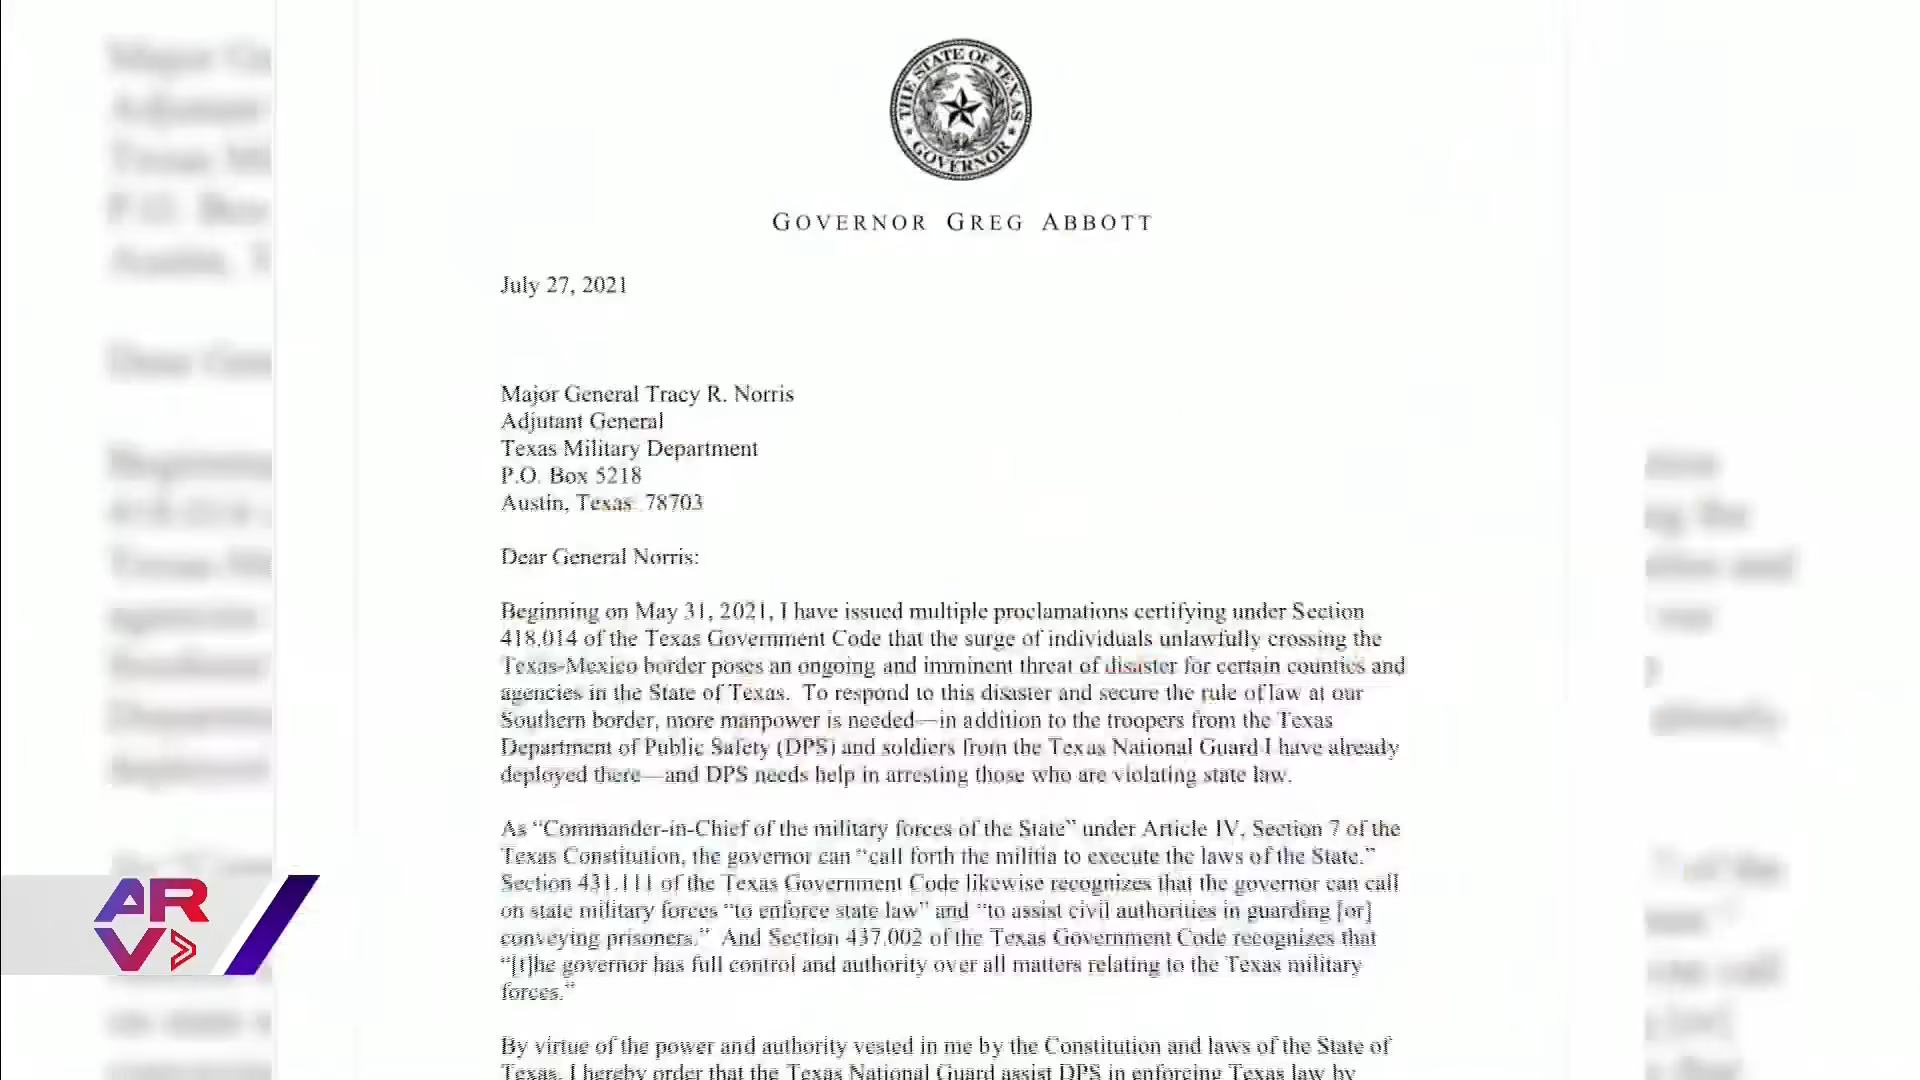 THE STATE OF TEXAS
GOVERNOR
GOVERNOR GREG ABBOTT
July 27, 2021
Major General Tracy R. Norris
Adjutant General
Texas Military Department
P.O. Box 5218
Austin, Texas 78703
Dear General Norris:
Beginning on May 31, 2021, I have issued multiple proclamations certifying under Section
418.014 of the Texas Government Code that the surge of individuals unlawfully crossing the
Texas-Mexico border poses an ongoing and imminent threat of disaster for certain counties and
agencies in the State of Texas. To respond to this disaster and secure the rule of law at our
Southern border, more manpower is needed—in addition to the troopers from the Texas
Department of Public Safety (DPS) and soldiers from the Texas National Guard I have already
deployed there—and DPS needs help in arresting those who are violating state law.
As “Commander-in-Chief of the military forces of the State” under Article IV, Section 7 of the
Texas Constitution, the governor can “call forth the militia to execute the laws of the State.”
Section 431.111 of the Texas Government Code likewise recognizes that the governor can call
on state military forces “to enforce state law” and “to assist civil authorities in guarding [or]
conveying prisoners.” And Section 437.002 of the Texas Government Code recognizes that
“[t]he governor has full control and authority over all matters relating to the Texas military
forces.”
By virtue of the power and authority vested in me by the Constitution and laws of the State of
Texas, I hereby order that the Texas National Guard assist DPS in enforcing Texas law by
ARV